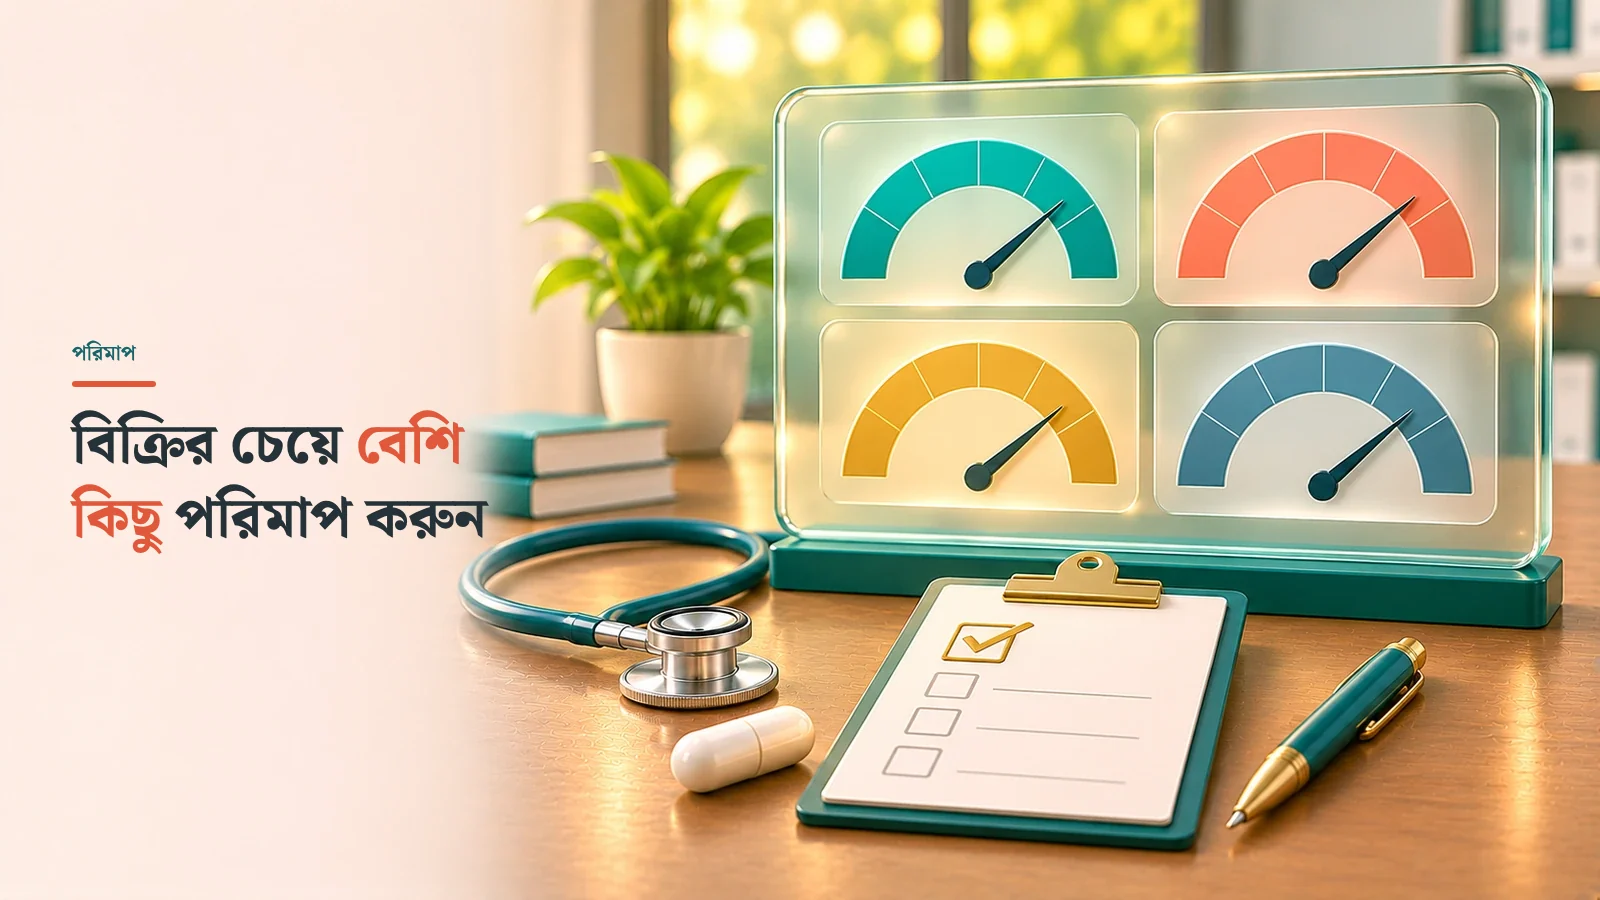 পরিমাপ
বিক্রির চেয়ে বেশি
কিছু পরিমাপ করুন